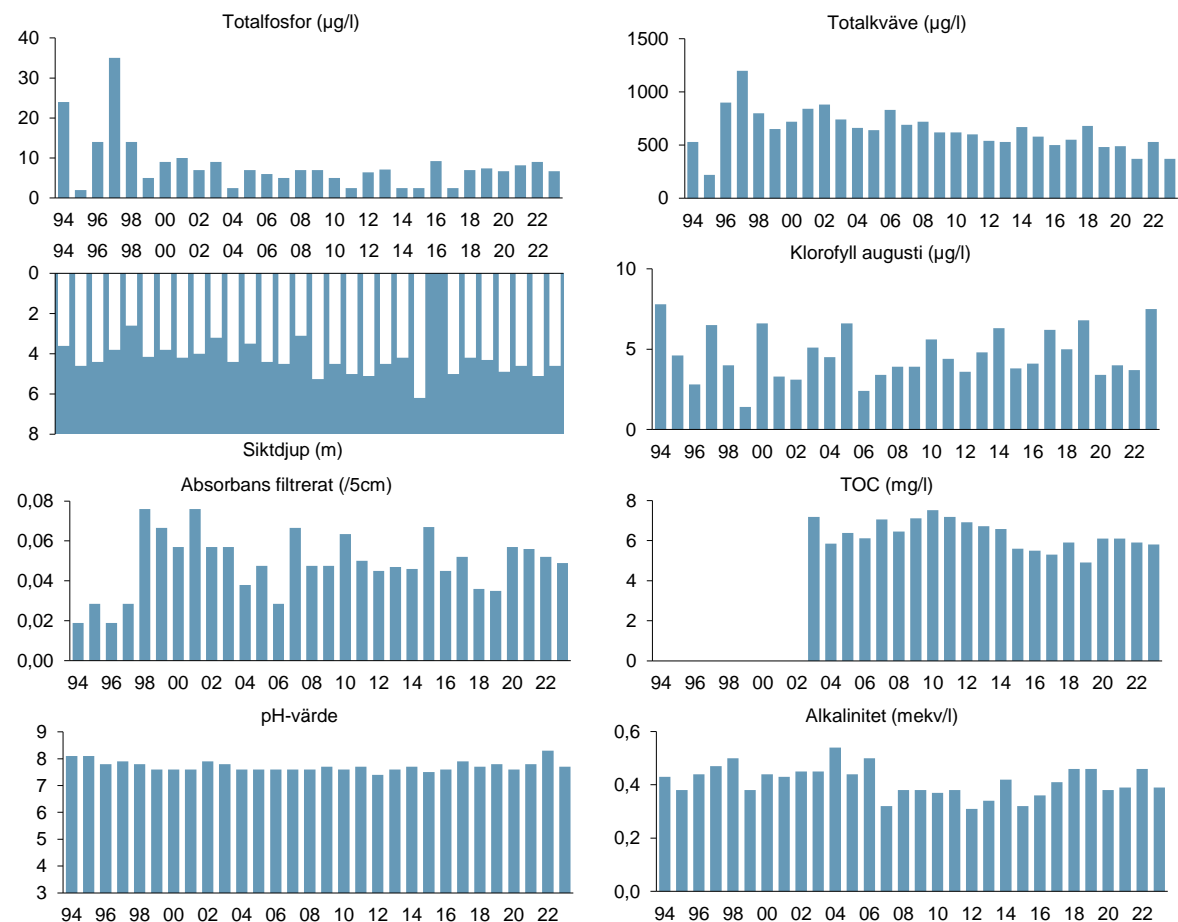 Totalfosfor (µg/l)
40
30
20
10
0
94 96 98 00 02 04 06 08 10 12 14 16 18 20 22
Totalkväve (µg/l)
1500
1000
500
0
94 96 98 00 02 04 06 08 10 12 14 16 18 20 22
94 96 98 00 02 04 06 08 10 12 14 16 18 20 22
0
2
4
6
8
Siktdjup (m)
Klorofyll augusti (µg/l)
10
5
0
94 96 98 00 02 04 06 08 10 12 14 16 18 20 22
Absorbans filtrerat (/5cm)
0,08
0,06
0,04
0,02
0,00
94 96 98 00 02 04 06 08 10 12 14 16 18 20 22
TOC (mg/l)
8
6
4
2
0
94 96 98 00 02 04 06 08 10 12 14 16 18 20 22
pH-värde
9
8
7
6
5
4
3
94 96 98 00 02 04 06 08 10 12 14 16 18 20 22
Alkalinitet (mekv/l)
0,6
0,4
0,2
0,0
94 96 98 00 02 04 06 08 10 12 14 16 18 20 22